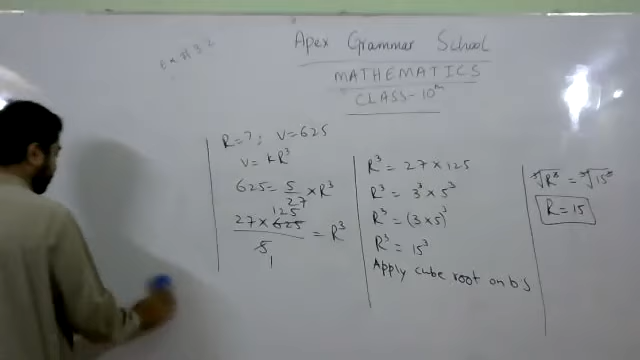 Ex # 3.2
Apex Grammar School
MATHEMATICS
CLASS-10th
R=?; V=625
V=KR³
625=5/27×R³
27×625/5=R³
125
1
R³=27×125
R³=3³×5³
R³=(3×5)³
R³=15³
Apply cube root on b S
∛R³=∛15³
R=15